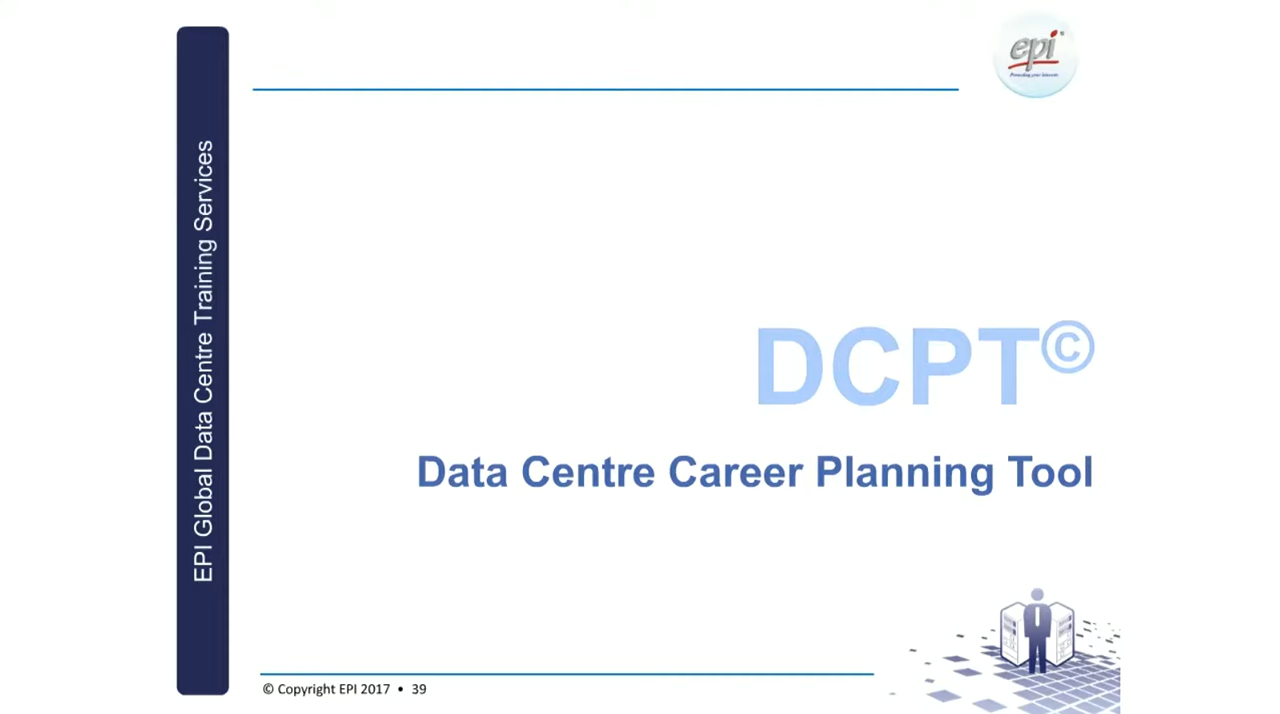 epi
EPI Global Data Centre Training Services
DCPT©
Data Centre Career Planning Tool
© Copyright EPI 2017 • 39